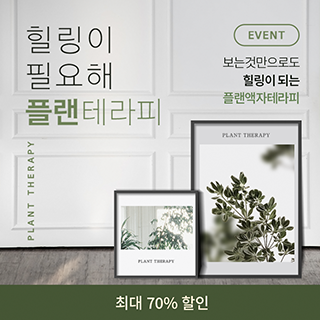 힐링이
필요해
플랜테라피
PLANT THERAPY
EVENT
보는것만으로도
힐링이 되는
플랜액자테라피
PLANT THERAPY
PLANT THERAPY
최대 70% 할인